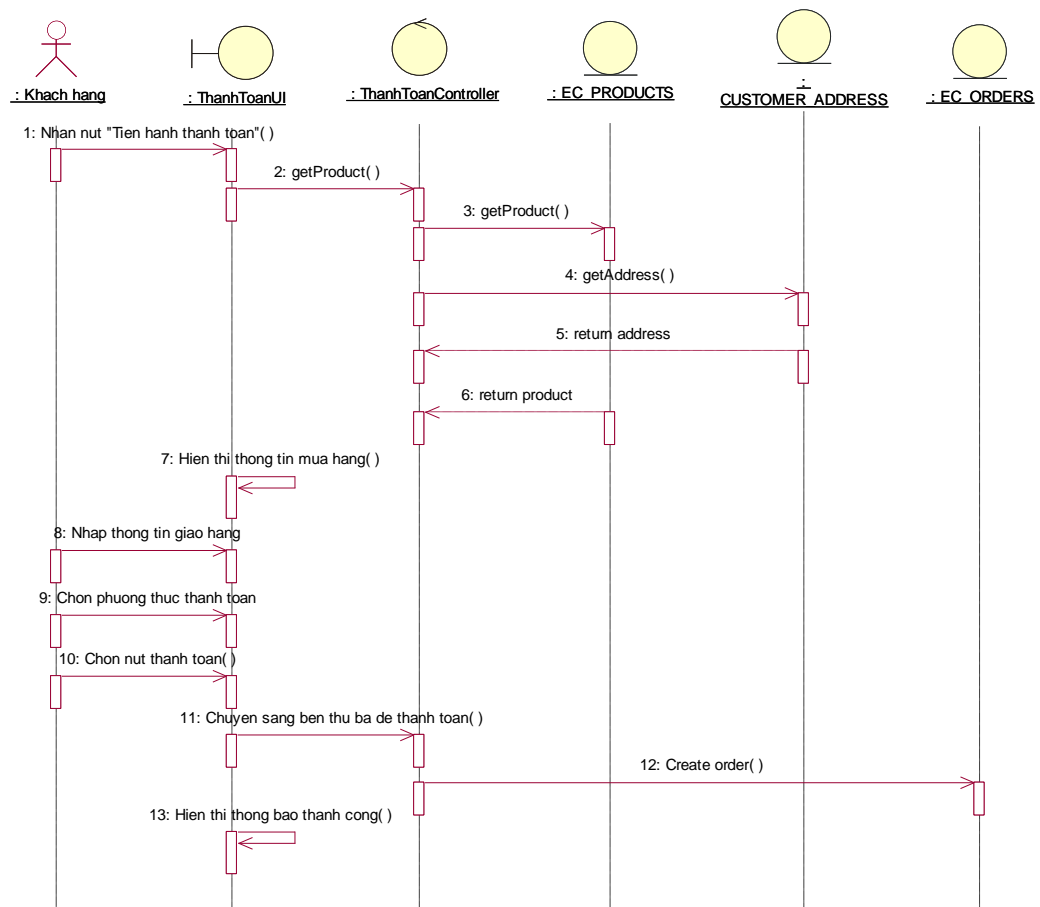 : Khach hang
: ThanhToanUI
: ThanhToanController
: EC_PRODUCTS
:
CUSTOMER_ADDRESS
: EC_ORDERS
1: Nhan nut "Tien hanh thanh toan"( )
2: getProduct( )
3: getProduct( )
4: getAddress( )
5: return address
6: return product
7: Hien thi thong tin mua hang( )
8: Nhap thong tin giao hang
9: Chon phuong thuc thanh toan
10: Chon nut thanh toan( )
11: Chuyen sang ben thu ba de thanh toan( )
12: Create order( )
13: Hien thi thong bao thanh cong( )